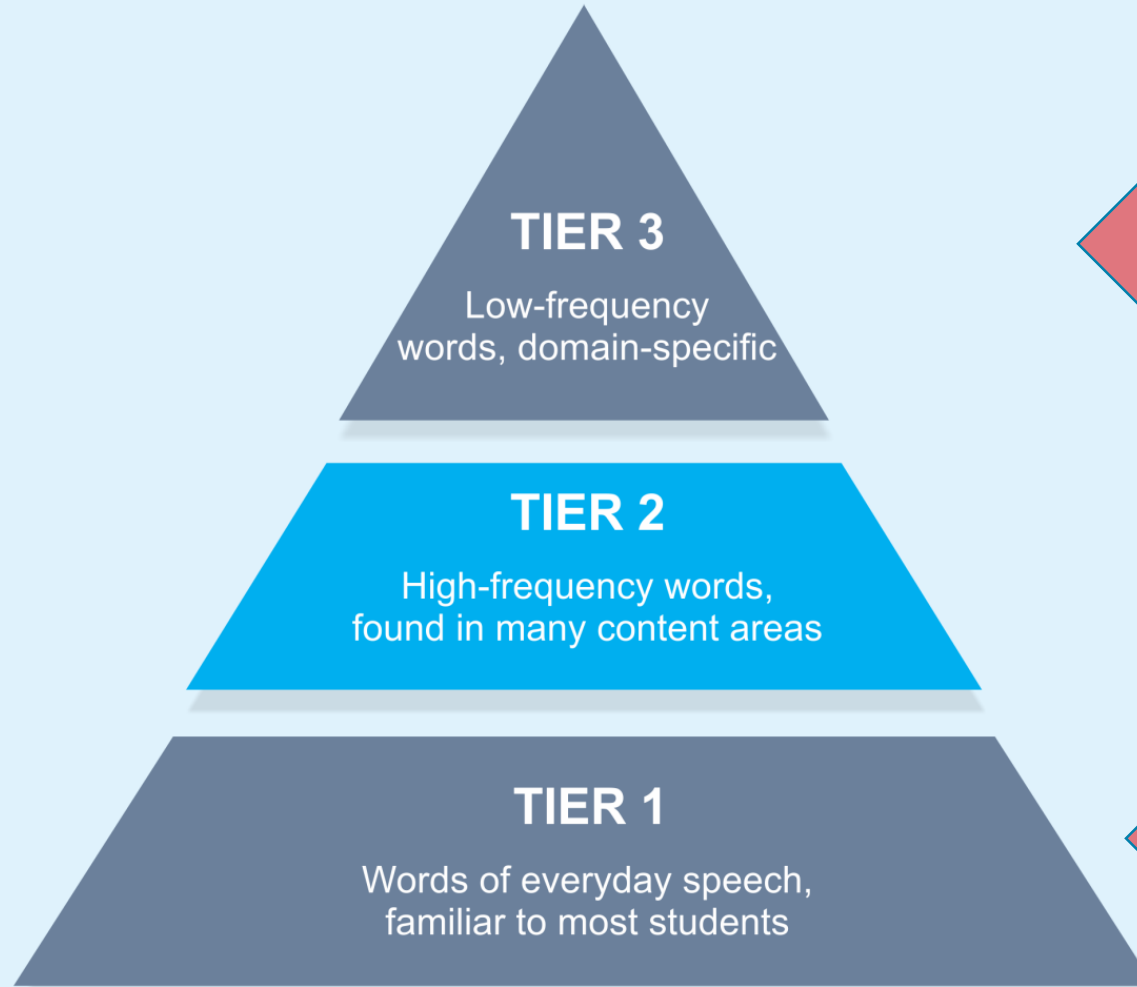 TIER 3
Low-frequency
words, domain-specific
TIER 2
High-frequency words,
found in many content areas
TIER 1
Words of everyday speech,
familiar to most students